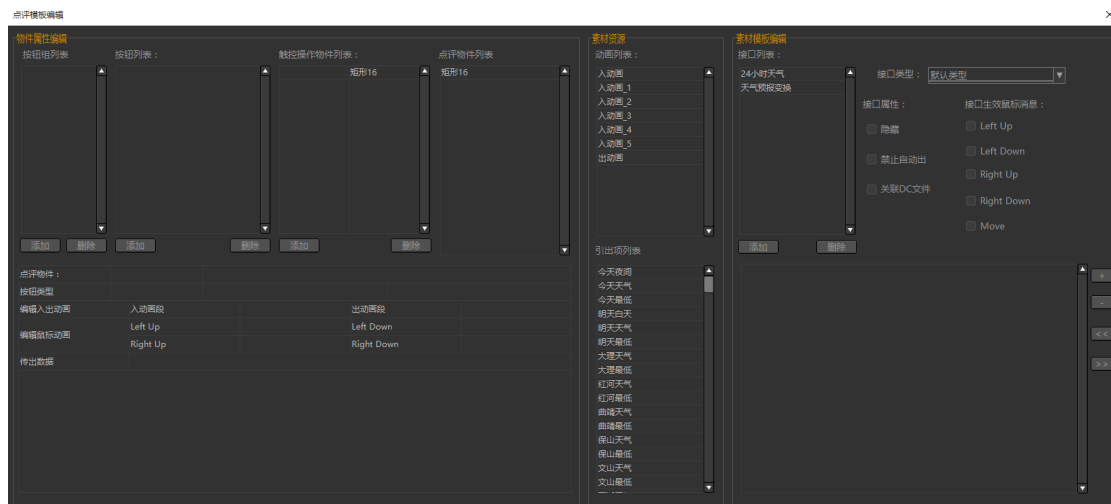 点评模板编辑
物件属性编辑
按钮组列表 按钮列表： 触控操作物件列表： 点评物件列表
矩形16 矩形16
添加 删除 添加 删除 添加 删除
点评物件：
按钮类型
编辑入出动画 入动画段 出动画段
编辑鼠标动画 Left Up Left Down
Right Up Right Down
传出数据
素材资源
动画列表：
入动画
入动画_1
入动画_2
入动画_3
入动画_4
入动画_5
出动画
引出项列表
今天夜间
今天天气
今天最低
明天白天
明天天气
明天最低
大理天气
大理最低
红河天气
红河最低
曲靖天气
曲靖最低
保山天气
保山最低
文山天气
文山最低
素材模板编辑
接口列表：
24小时天气
天气预报变换
添加 删除
接口类型： 默认类型
接口属性： 接口生效鼠标消息：
隐藏 Left Up
禁止自动出 Left Down
关联DC文件 Right Up
Right Down
Move
+
-
<<
>>